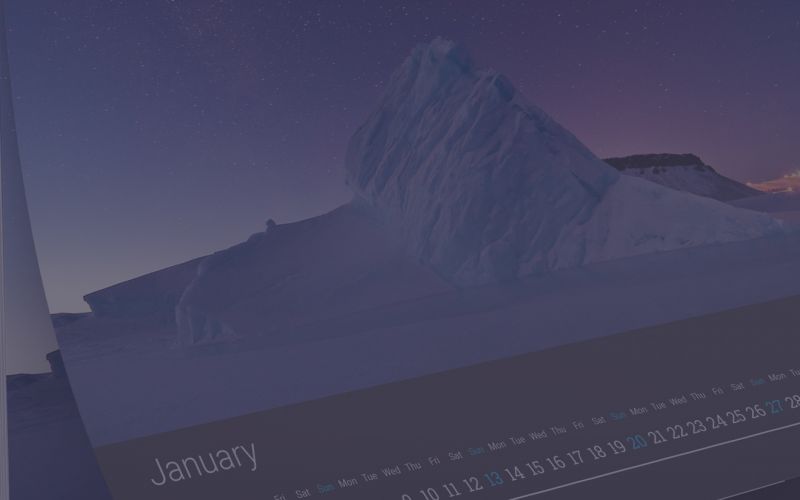 January
Fri Sat Sun Mon Tue Wed Thu Fri Sat Sun Mon Tue Wed Thu Fri Sat Sun Mon Tue Wed Thu Fri Sat Sun Mon
9 10 11 12 13 14 15 16 17 18 19 20 21 22 23 24 25 26 27 28